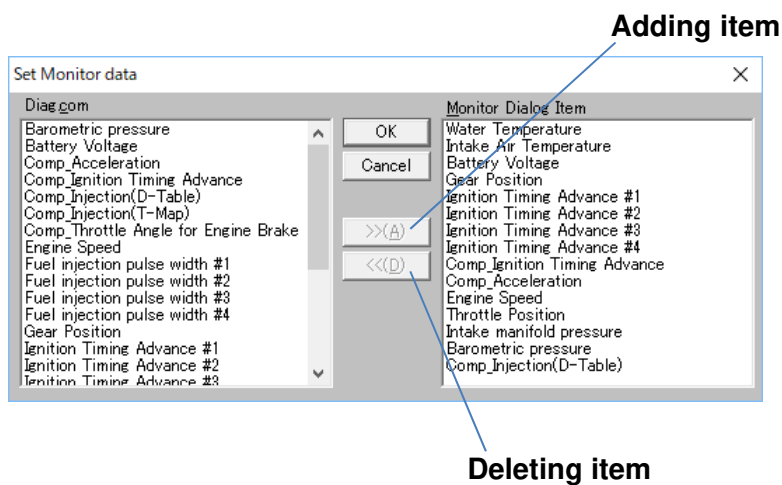 Adding item
Set Monitor data
Diagcom
Barometric pressure
Battery Voltage
Comp_Acceleration
Comp_Ignition Timing Advance
Comp_Injection(D-Table)
Comp_Injection(T-Map)
Comp_Throttle Angle for Engine Brake
Engine Speed
Fuel injection pulse width #1
Fuel injection pulse width #2
Fuel injection pulse width #3
Fuel injection pulse width #4
Gear Position
Ignition Timing Advance #1
Ignition Timing Advance #2
Ignition Timing Advance #3
OK
Cancel
>>(A)
<<(D)
Monitor Dialog Item
Water Temperature
Intake Air Temperature
Battery Voltage
Gear Position
Ignition Timing Advance #1
Ignition Timing Advance #2
Ignition Timing Advance #3
Ignition Timing Advance #4
Comp_Ignition Timing Advance
Comp_Acceleration
Engine Speed
Throttle Position
Intake manifold pressure
Barometric pressure
Comp_Injection(D-Table)
Deleting item